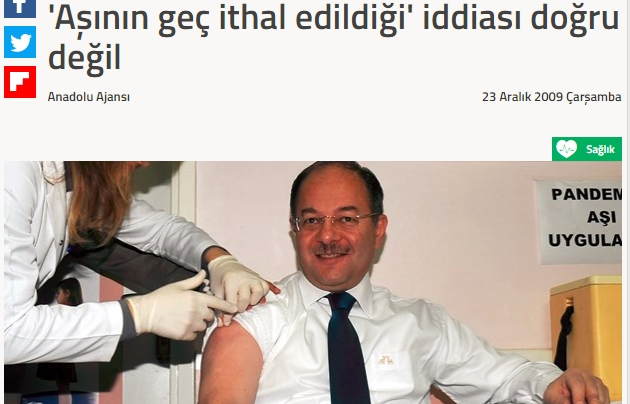 'Aşının geç ithal edildiği' iddiası doğru
değil
Anadolu Ajansı
23 Aralık 2009 Çarşamba
Sağlık
PANDEM
AŞI
UYGULA